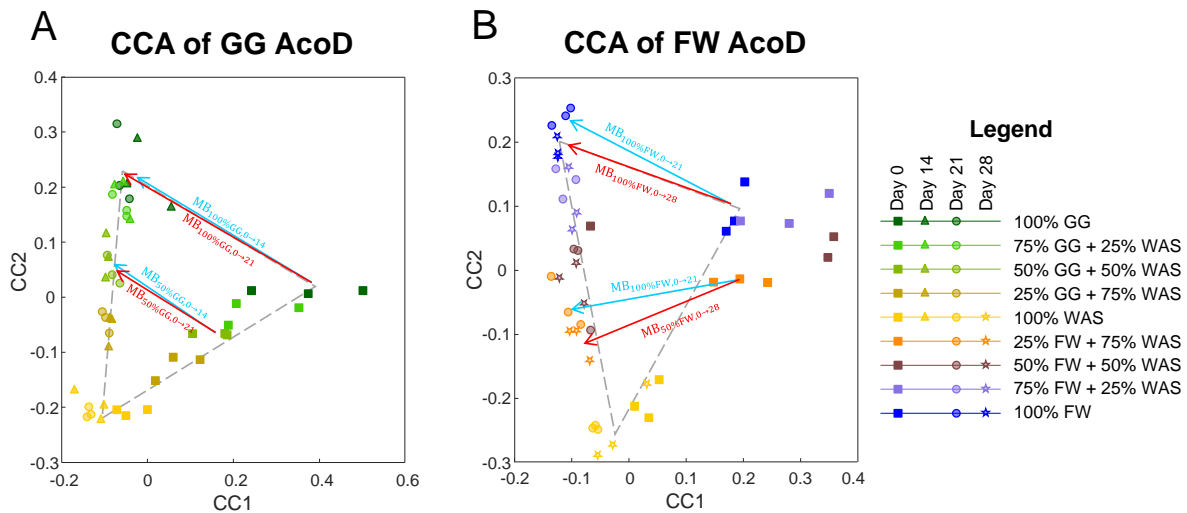 A
CCA of GG AcoD
CC2
0.4
0.3
0.2
0.1
0
-0.1
-0.2
-0.3
-0.2
0
0.2
0.4
0.6
CC1
MB100%GG,0→14
MB100%GG,0→21
MB50%GG,0→14
MB50%GG,0→21
B
CCA of FW AcoD
CC2
0.3
0.2
0.1
0
-0.1
-0.2
-0.3
-0.2
-0.1
0
0.1
0.2
0.3
0.4
CC1
MB100%FW,0→21
MB100%FW,0→28
MB100%FW,0→21
MB50%FW,0→28
Legend
Day 0
Day 14
Day 21
Day 28
100% GG
75% GG + 25% WAS
50% GG + 50% WAS
25% GG + 75% WAS
100% WAS
25% FW + 75% WAS
50% FW + 50% WAS
75% FW + 25% WAS
100% FW